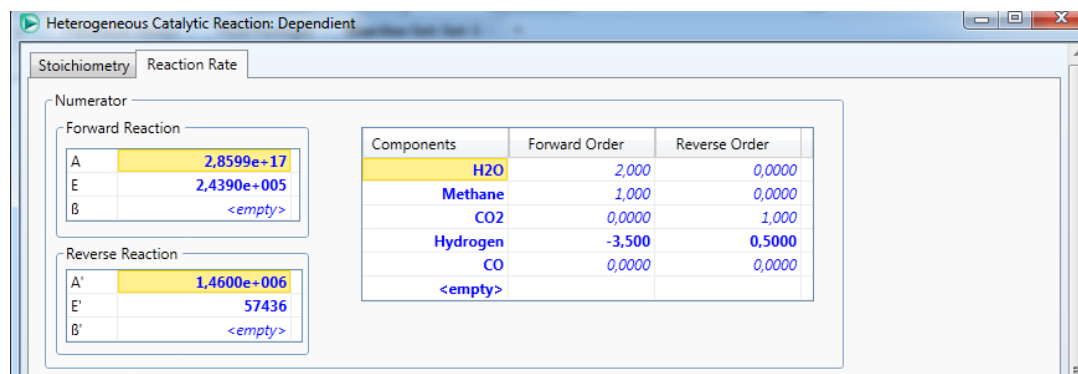 Heterogeneous Catalytic Reaction: Dependent
Stoichiometry Reaction Rate
Numerator
Forward Reaction
A 2,8599e+17
E 2,4390e+005
ß <empty>
Reverse Reaction
A' 1,4600e+006
E' 57436
ß' <empty>
Components Forward Order Reverse Order
H2O 2,000 0,0000
Methane 1,000 0,0000
CO2 0,0000 1,000
Hydrogen -3,500 0,5000
CO 0,0000 0,0000
<empty>